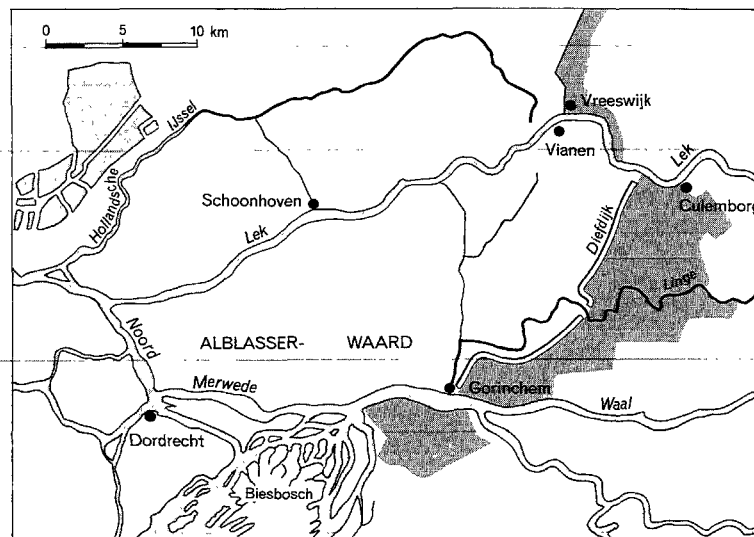 0 5 10 km
Vreeswijk
IJssel
Vianen
Lek
Schoonhoven
Culemborg
Hollandsche
Lek
Diefdijk
Linge
Noord
ALBLASSER- WAARD
Merwede
Gorinchem
Waal
Dordrecht
Biesbosch